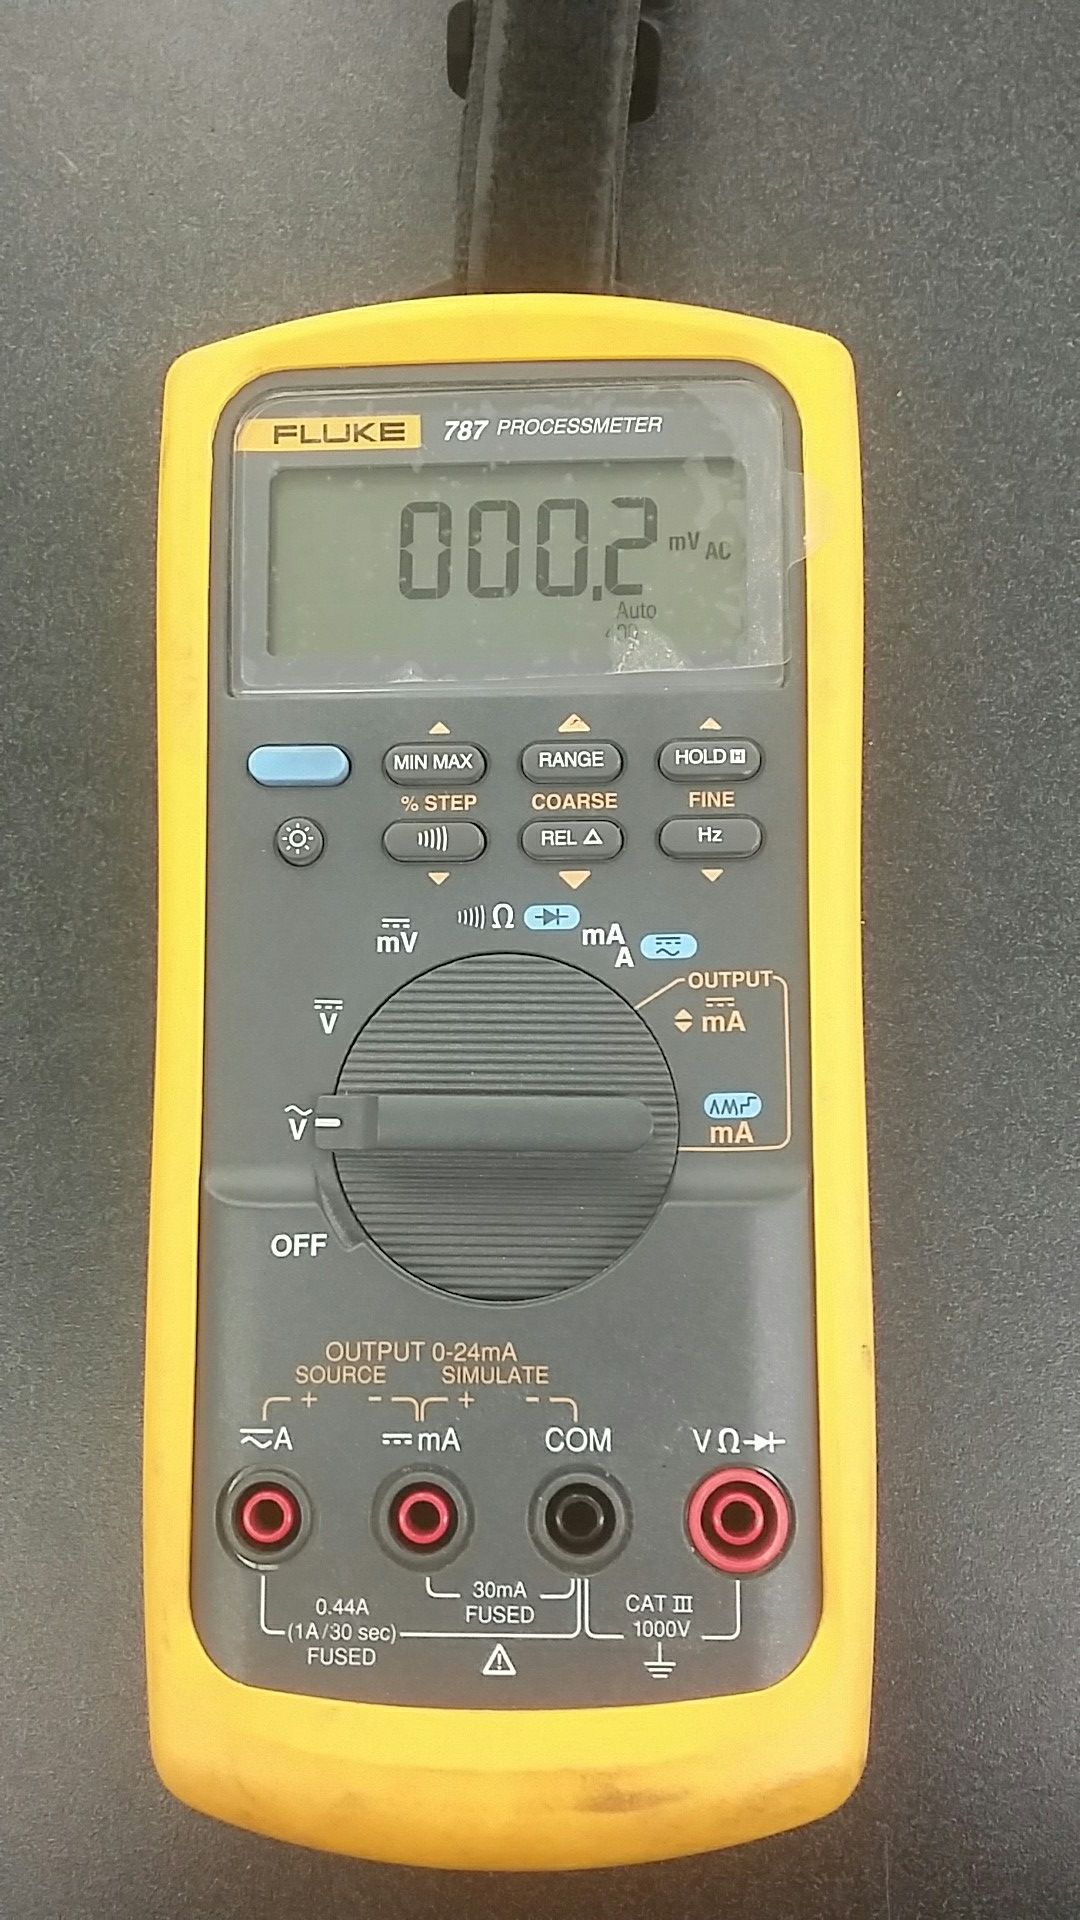 FLUKE 787 PROCESSMETER
000.2 mV AC
Auto
MIN MAX RANGE HOLD H
% STEP COARSE FINE
REL △ Hz
mV Ω mA
A
OUTPUT
V mA
V mA
OFF
OUTPUT 0-24mA
SOURCE SIMULATE
+ - + -
A mA COM VΩ
30mA
FUSED
0.44A
(1A/30 sec)
FUSED
CAT III
1000V